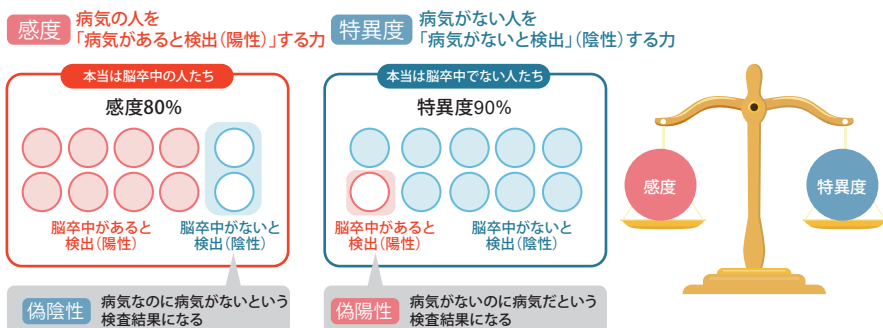 感度
病気の人を
「病気があると検出(陽性)」する力
特異度
病気がない人を
「病気がないと検出」(陰性)する力
本当は脳卒中の人たち
感度80%
脳卒中があると
検出(陽性)
脳卒中がないと
検出(陰性)
本当は脳卒中でない人たち
特異度90%
脳卒中があると
検出(陽性)
脳卒中がないと
検出(陰性)
偽陰性
病気なのに病気がないという
検査結果になる
偽陽性
病気がないのに病気だという
検査結果になる
感度
特異度